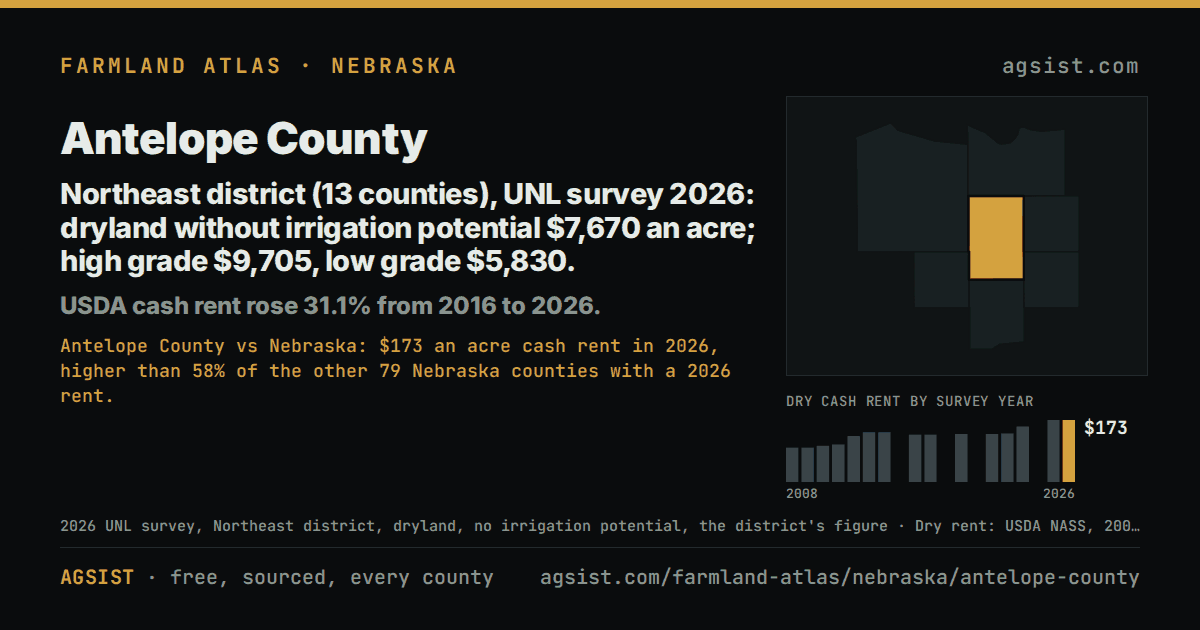 FARMLAND ATLAS · NEBRASKA
agsist.com
Antelope County
Northeast district (13 counties), UNL survey 2026:
dryland without irrigation potential $7,670 an acre;
high grade $9,705, low grade $5,830.
USDA cash rent rose 31.1% from 2016 to 2026.
Antelope County vs Nebraska: $173 an acre cash rent in 2026,
higher than 58% of the other 79 Nebraska counties with a 2026
rent.
DRY CASH RENT BY SURVEY YEAR
$173
2008
2026
2026 UNL survey, Northeast district, dryland, no irrigation potential, the district's figure · Dry rent: USDA NASS, 200…
AGSIST · free, sourced, every county
agsist.com/farmland-atlas/nebraska/antelope-county